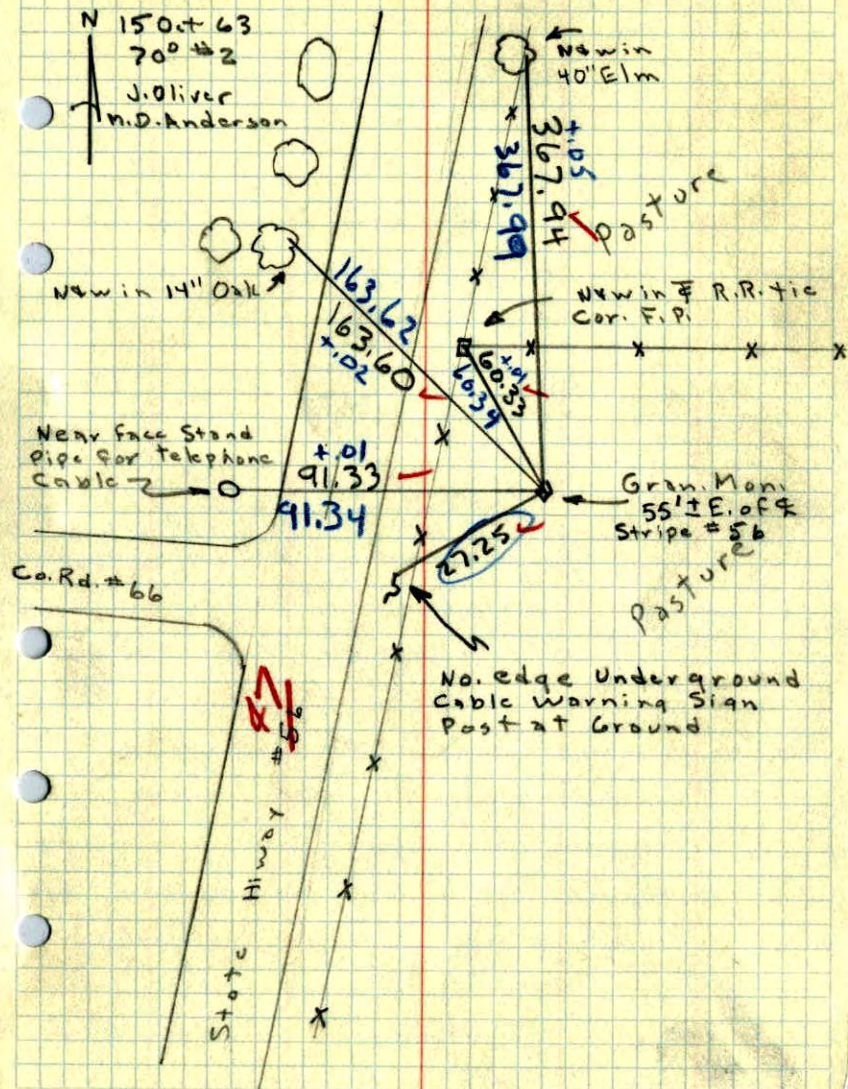 N
15 Oct 63
70° #2
J. Oliver
M.D. Anderson
N&W in
40" Elm
+.05
367.94
367.99
Pasture
N&W in 14" Oak
163.62
163.60
+.02
N&W in ℄ R.R. tie
Cor. F.P.
+.01
60.33
60.34
Near Face Stand
Pipe for telephone
Cable
+.01
91.33
91.34
Gran. Mon.
55' ± E. of ℄
Stripe #56
27.25
Pasture
Co. Rd. #66
No. edge Underground
Cable Warning Sign
Post at Ground
State Hiway #56